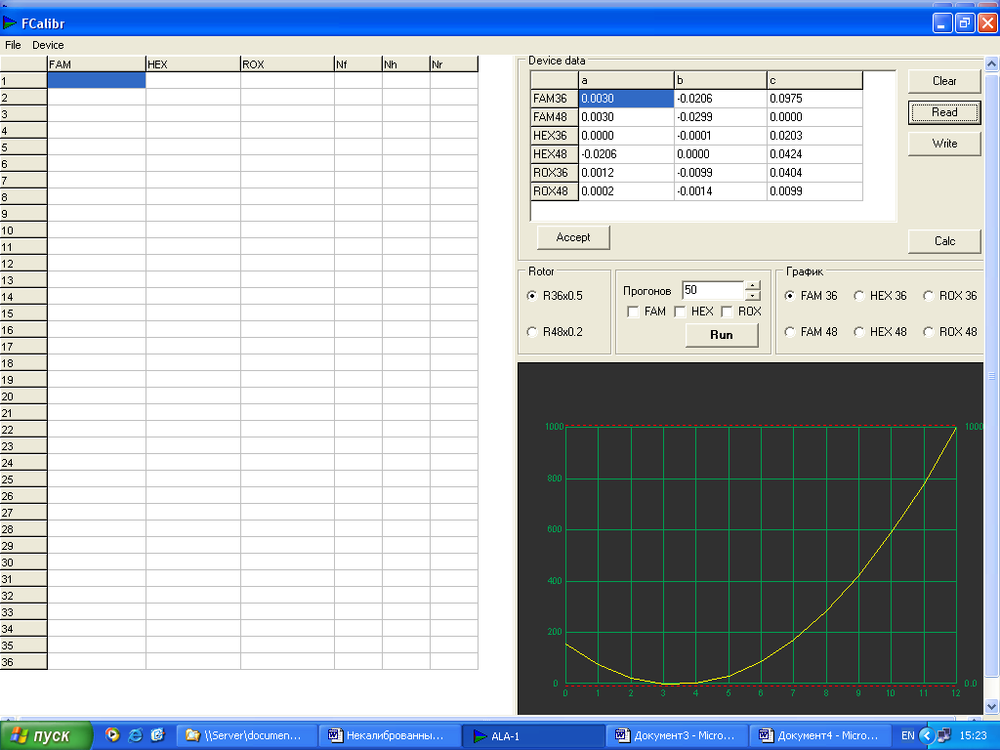 FCalibr
File Device
FAM HEX ROX Nf Nh Nr
1
2
3
4
5
6
7
8
9
10
11
12
13
14
15
16
17
18
19
20
21
22
23
24
25
26
27
28
29
30
31
32
33
34
35
36
Device data
a b c
FAM36 0.0030 -0.0206 0.0975
FAM48 0.0030 -0.0299 0.0000
HEX36 0.0000 -0.0001 0.0203
HEX48 -0.0206 0.0000 0.0424
ROX36 0.0012 -0.0099 0.0404
ROX48 0.0002 -0.0014 0.0099
Clear
Read
Write
Accept
Calc
Rotor
R36x0.5
R48x0.2
Прогонов 50
FAM HEX ROX
Run
График
FAM 36 HEX 36 ROX 36
FAM 48 HEX 48 ROX 48
1000 1000
800
600
400
200
0 0.0
0 1 2 3 4 5 6 7 8 9 10 11 12
пуск \\Server\documen... Некалиброванны... ALA-1 Документ3 - Micro... Документ4 - Micro... EN 15:23